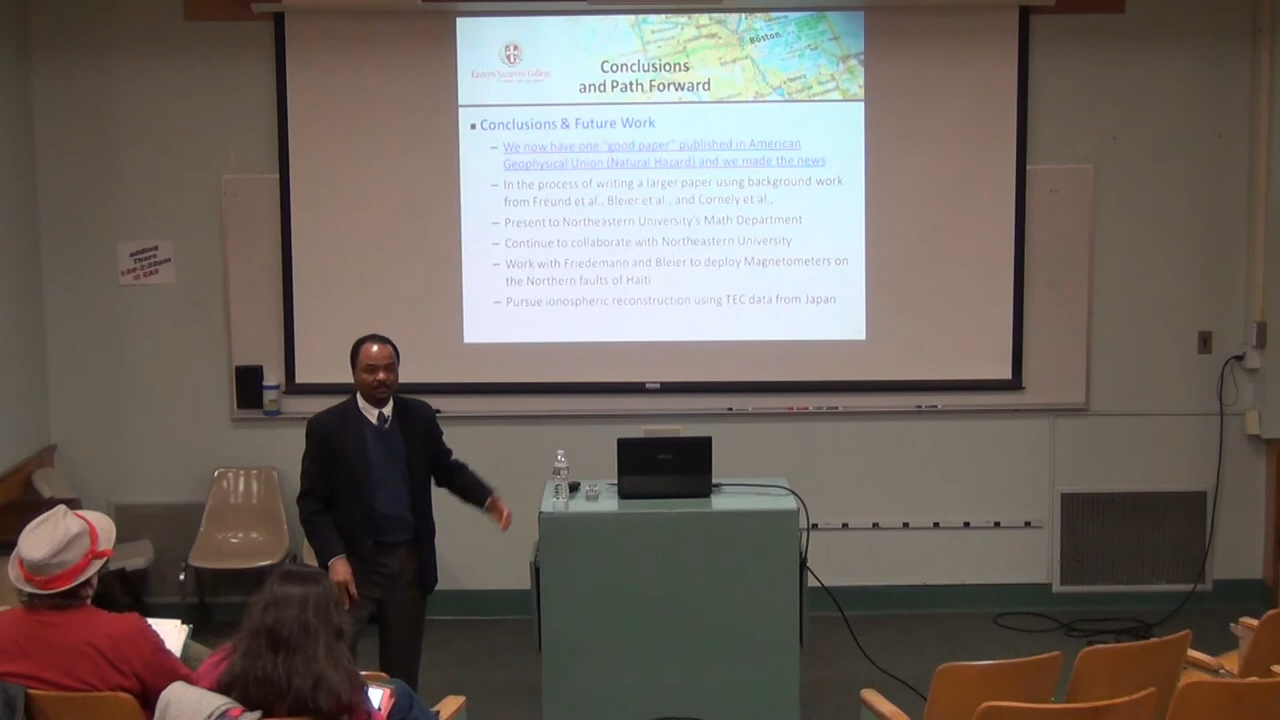 Boston
Eastern Nazarene College
Conclusions
and Path Forward
Conclusions & Future Work
– We now have one "good paper" published in American
Geophysical Union (Natural Hazard) and we made the news
– In the process of writing a larger paper using background work
from Freund et al., Bleier et al., and Cornely et al.,
– Present to Northeastern University's Math Department
– Continue to collaborate with Northeastern University
– Work with Friedemann and Bleier to deploy Magnetometers on
the Northern faults of Haiti
– Pursue ionospheric reconstruction using TEC data from Japan
Thurs